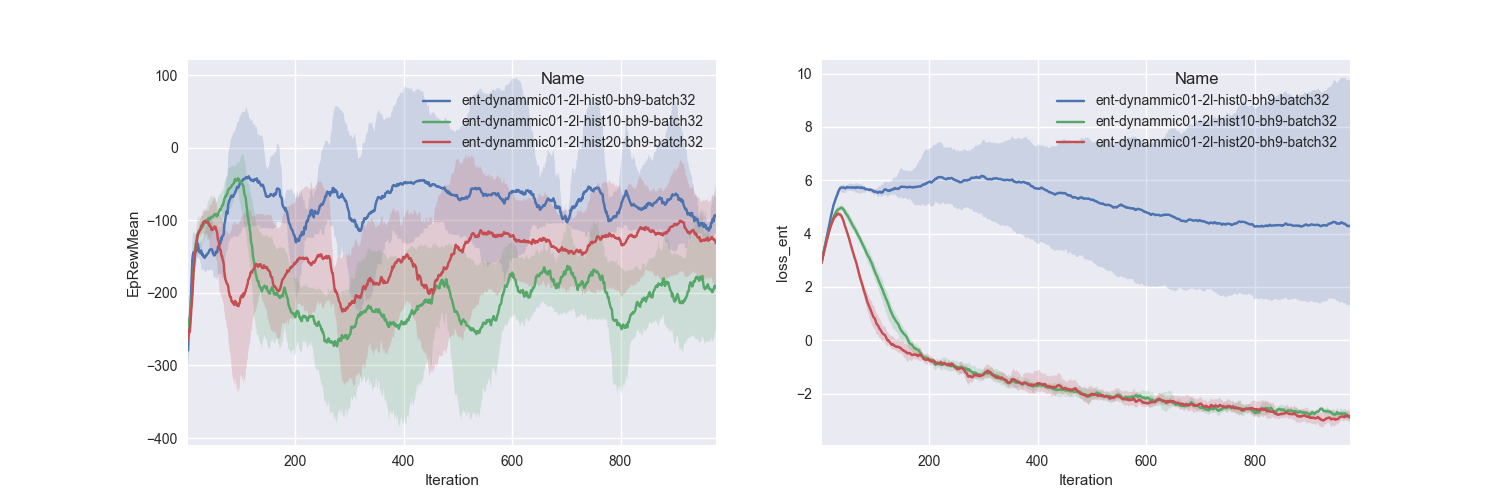 100
0
−100
−200
−300
−400
EpRewMean
200
400
600
800
Iteration
Name
ent-dynammic01-2l-hist0-bh9-batch32
ent-dynammic01-2l-hist10-bh9-batch32
ent-dynammic01-2l-hist20-bh9-batch32
10
8
6
4
2
0
−2
loss_ent
200
400
600
800
Iteration
Name
ent-dynammic01-2l-hist0-bh9-batch32
ent-dynammic01-2l-hist10-bh9-batch32
ent-dynammic01-2l-hist20-bh9-batch32